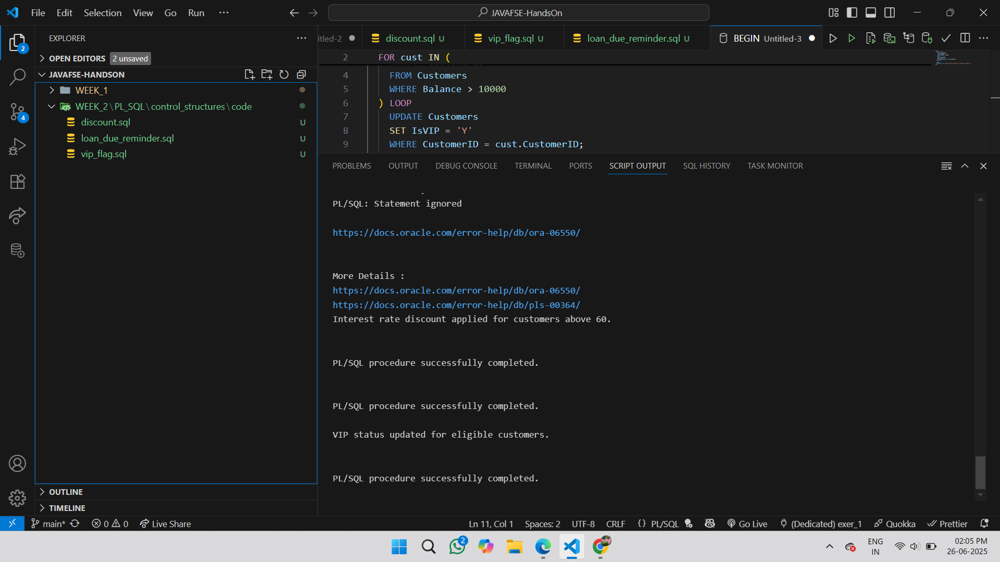 File Edit Selection View Go Run ···
JAVAFSE-HandsOn
EXPLORER
OPEN EDITORS 2 unsaved
JAVAFSE-HANDSON
WEEK_1
WEEK_2\PL_SQL\control_structures\code
discount.sql U
loan_due_reminder.sql U
vip_flag.sql U
OUTLINE
TIMELINE
2
4
itled-2
discount.sql U
vip_flag.sql U
loan_due_reminder.sql U
BEGIN Untitled-3
2 FOR cust IN (
4 FROM Customers
5 WHERE Balance > 10000
6 ) LOOP
7 UPDATE Customers
8 SET IsVIP = 'Y'
9 WHERE CustomerID = cust.CustomerID;
PROBLEMS OUTPUT DEBUG CONSOLE TERMINAL PORTS SCRIPT OUTPUT SQL HISTORY TASK MONITOR
PL/SQL: Statement ignored
https://docs.oracle.com/error-help/db/ora-06550/
More Details :
https://docs.oracle.com/error-help/db/ora-06550/
https://docs.oracle.com/error-help/db/pls-00364/
Interest rate discount applied for customers above 60.
PL/SQL procedure successfully completed.
PL/SQL procedure successfully completed.
VIP status updated for eligible customers.
PL/SQL procedure successfully completed.
main* 0 0 Live Share
Ln 11, Col 1 Spaces: 2 UTF-8 CRLF {} PL/SQL Go Live (Dedicated) exer_1 Quokka Prettier
2
ENG
IN
02:05 PM
26-06-2025